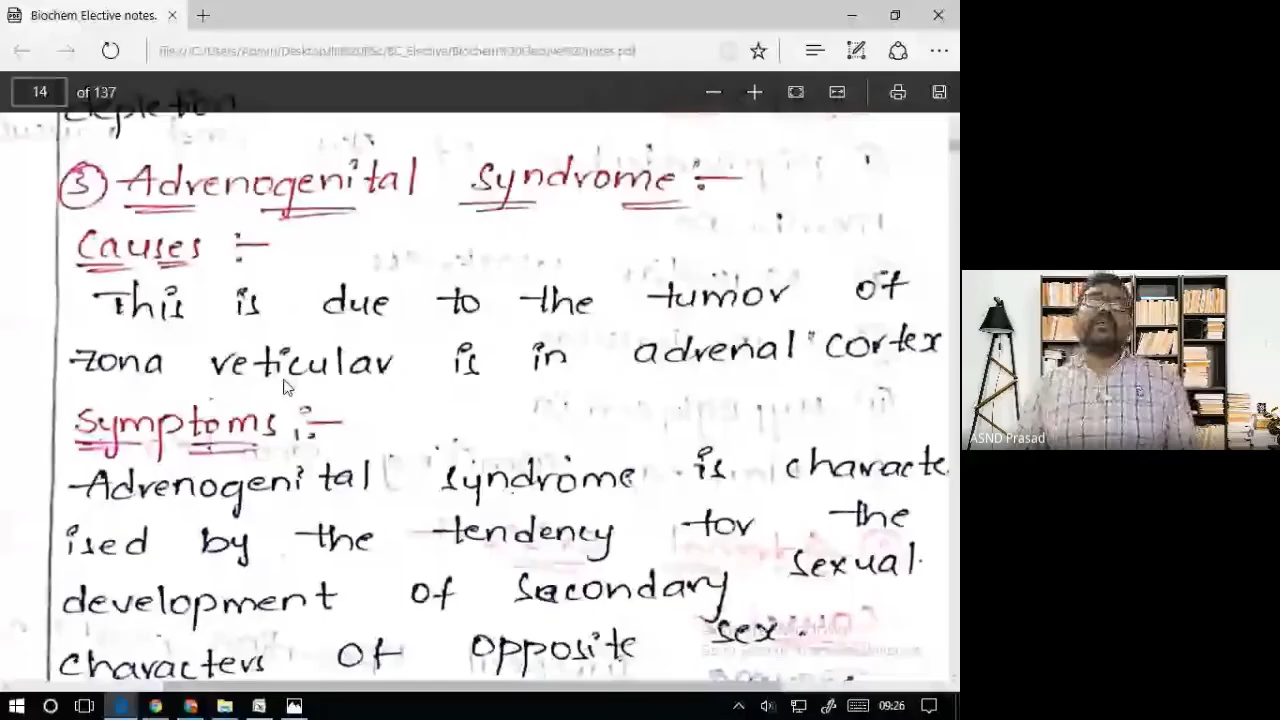 Biochem Elective notes.
14 of 137
depletion
③ Adrenogenital Syndrome :-
Causes :-
This is due to the tumor of
zona reticular is in adrenal cortex
Symptoms :-
Adrenogenital syndrome is characte
ised by the tendency for the
development of secondary sexual
characters of opposite sex.
ASND Prasad
09:26